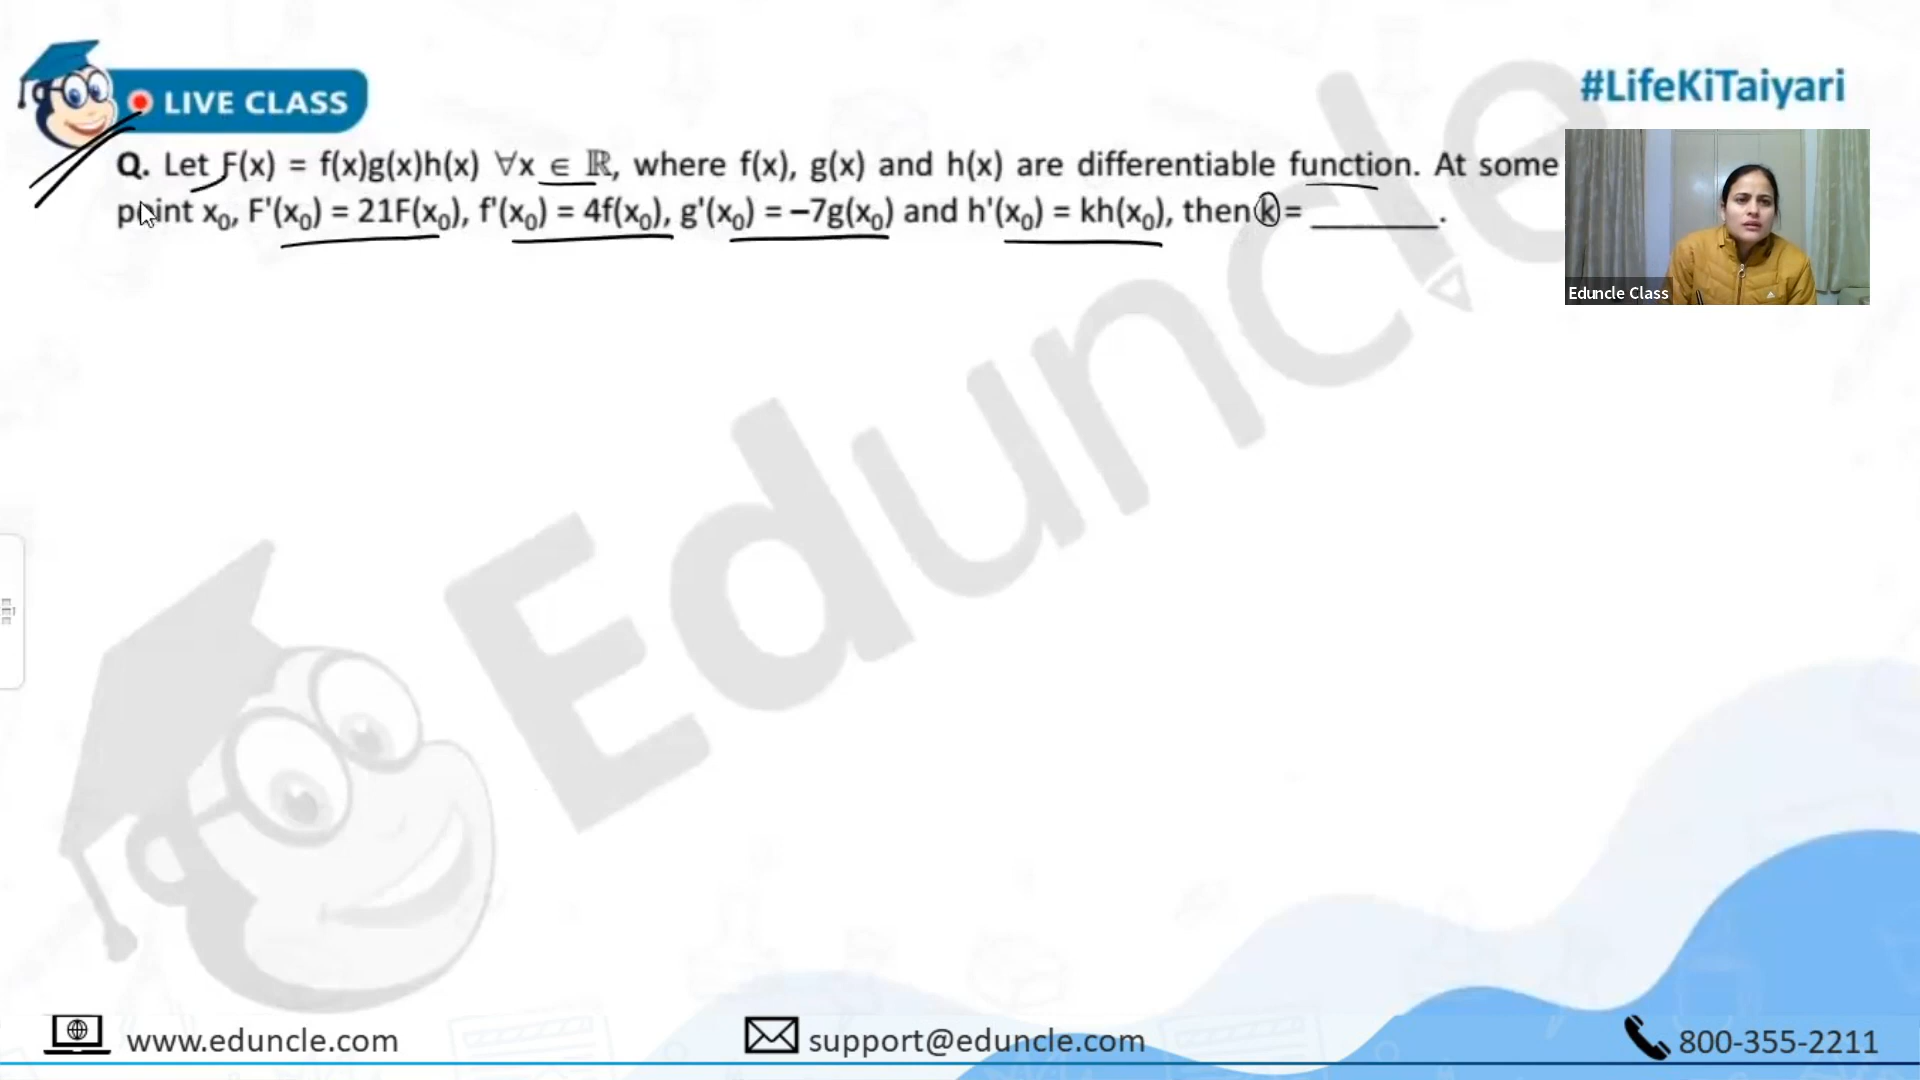 LIVE CLASS
#LifeKiTaiyari
Q. Let F(x) = f(x)g(x)h(x) ∀x ∈ ℝ, where f(x), g(x) and h(x) are differentiable function. At some
point x₀, F'(x₀) = 21F(x₀), f'(x₀) = 4f(x₀), g'(x₀) = –7g(x₀) and h'(x₀) = kh(x₀), then k = ________.
Eduncle Class
Eduncle
www.eduncle.com
support@eduncle.com
800-355-2211